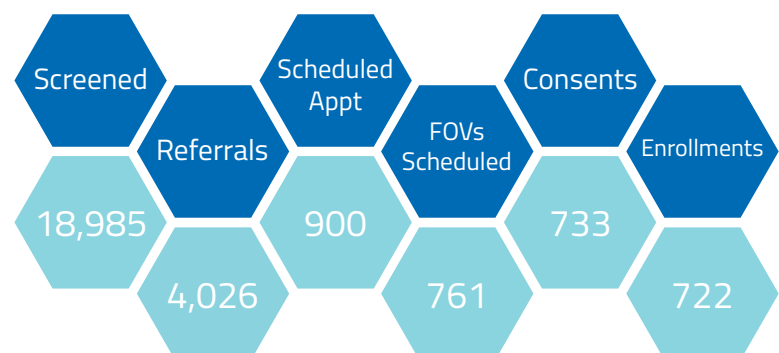 Screened
Referrals
Scheduled
Appt
FOVs
Scheduled
Consents
Enrollments
18,985
4,026
900
761
733
722